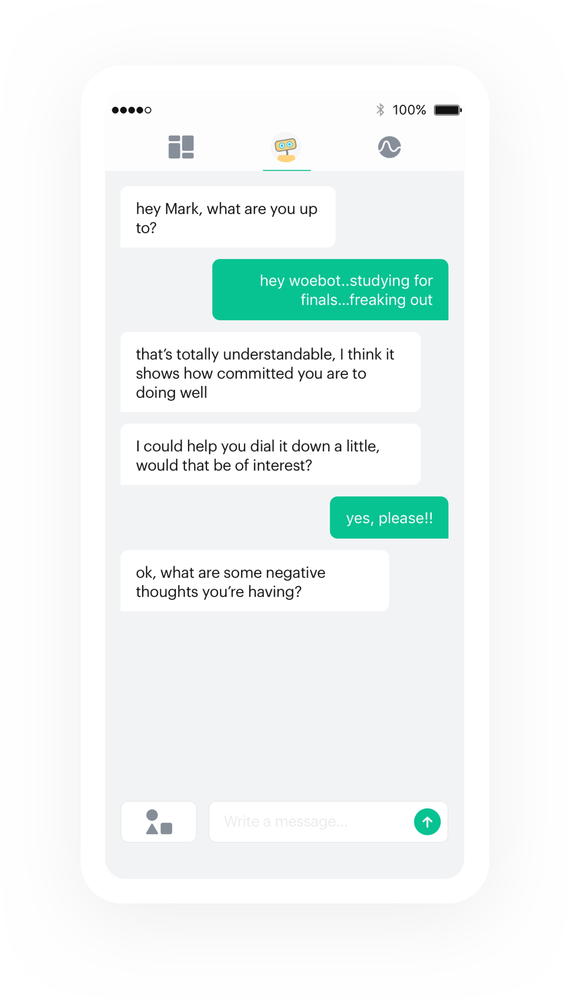 100%
hey Mark, what are you up
to?
hey woebot..studying for
finals...freaking out
that’s totally understandable, I think it
shows how committed you are to
doing well
I could help you dial it down a little,
would that be of interest?
yes, please!!
ok, what are some negative
thoughts you’re having?
Write a message...